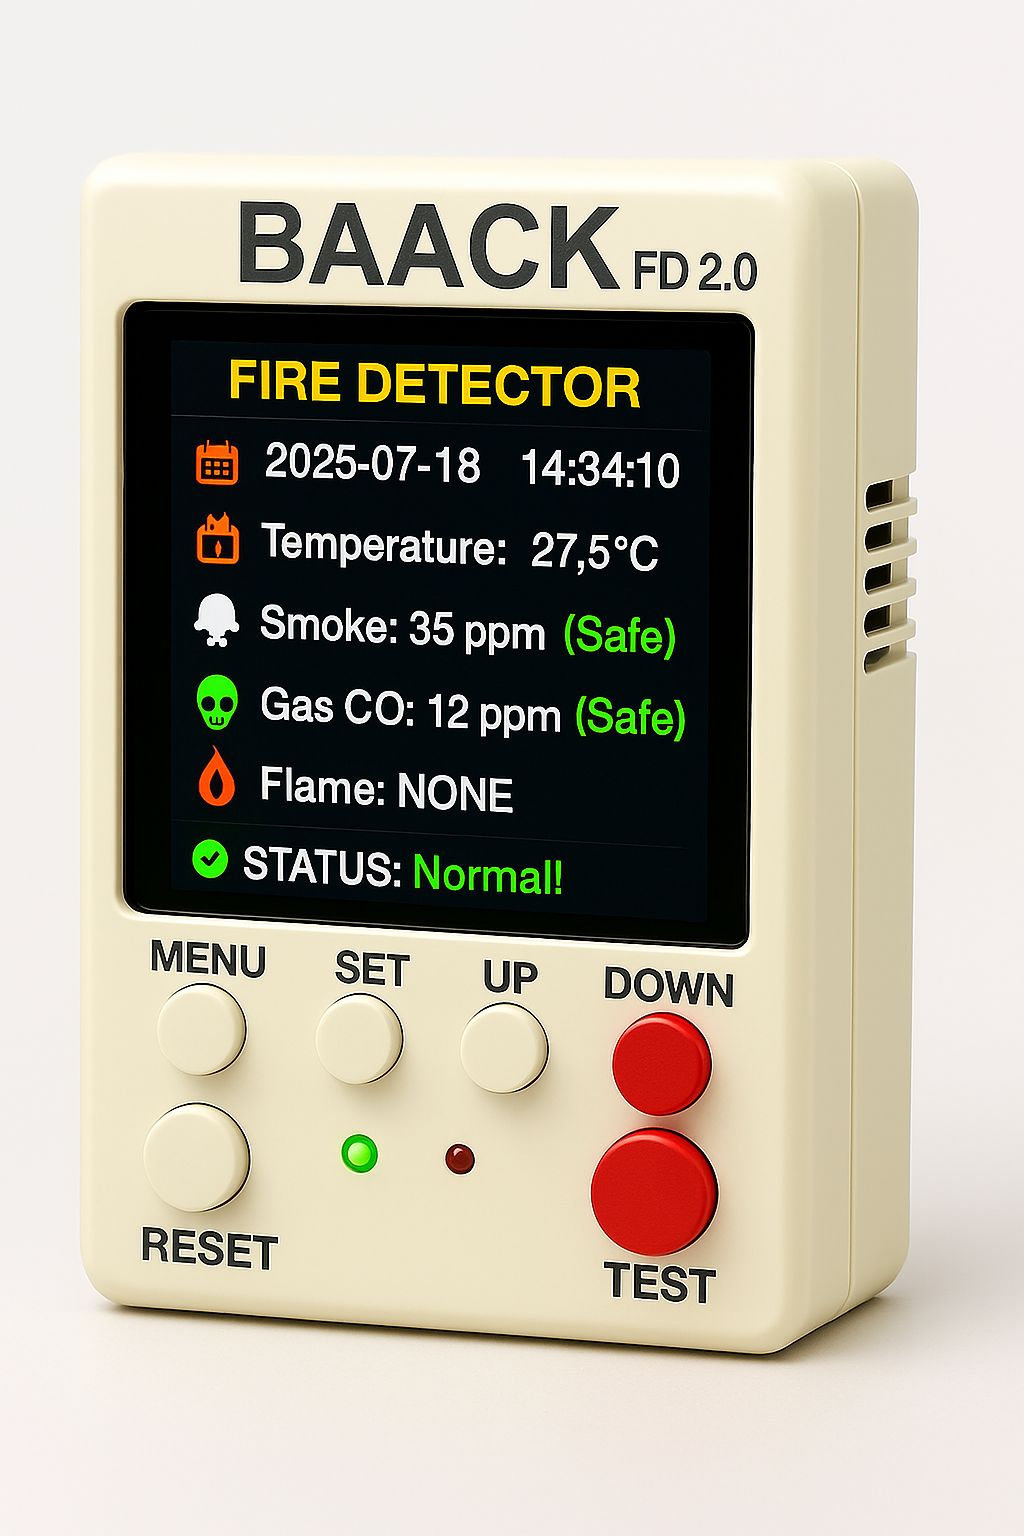 BAACK FD 2.0
FIRE DETECTOR
2025-07-18 14:34:10
Temperature: 27,5°C
Smoke: 35 ppm (Safe)
Gas CO: 12 ppm (Safe)
Flame: NONE
STATUS: Normal!
MENU SET UP DOWN
RESET TEST